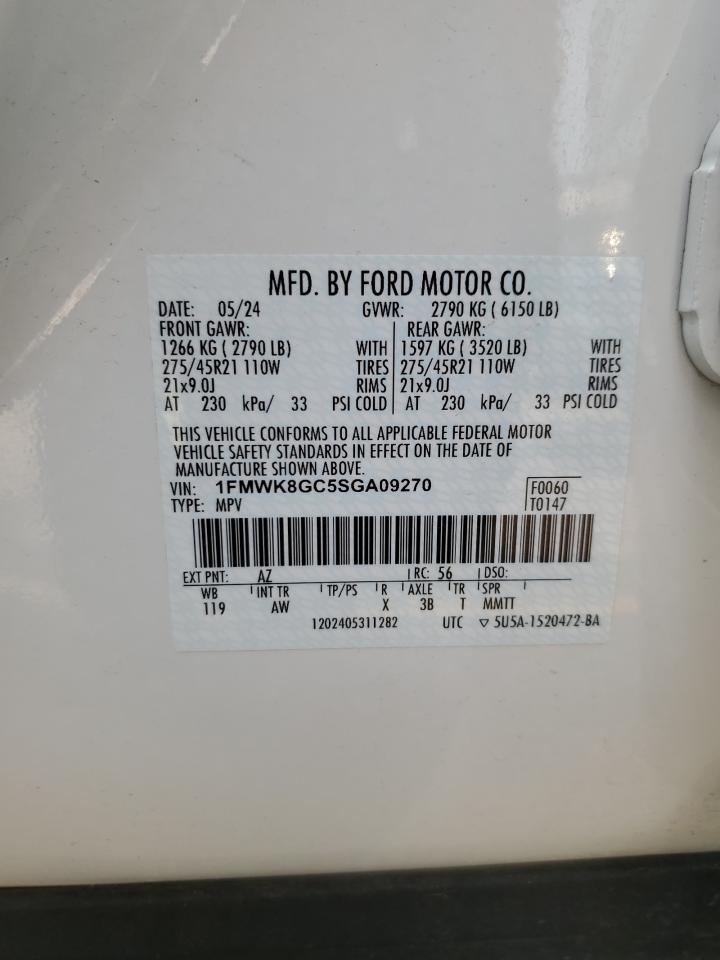 MFD. BY FORD MOTOR CO.
DATE: 05/24 GVWR: 2790 KG ( 6150 LB)
FRONT GAWR: REAR GAWR:
1266 KG ( 2790 LB) WITH 1597 KG ( 3520 LB) WITH
275/45R21 110W TIRES 275/45R21 110W TIRES
21x9.0J RIMS 21x9.0J RIMS
AT 230 kPa/ 33 PSI COLD AT 230 kPa/ 33 PSI COLD
THIS VEHICLE CONFORMS TO ALL APPLICABLE FEDERAL MOTOR
VEHICLE SAFETY STANDARDS IN EFFECT ON THE DATE OF
MANUFACTURE SHOWN ABOVE.
VIN: 1FMWK8GC5SGA09270 F0060
TYPE: MPV T0147
EXT PNT: AZ RC: 56 DSO:
WB INT TR TP/PS R AXLE TR SPR
119 AW X 3B T MMTT
1202405311282 UTC ▽ 5U5A-1520472-BA